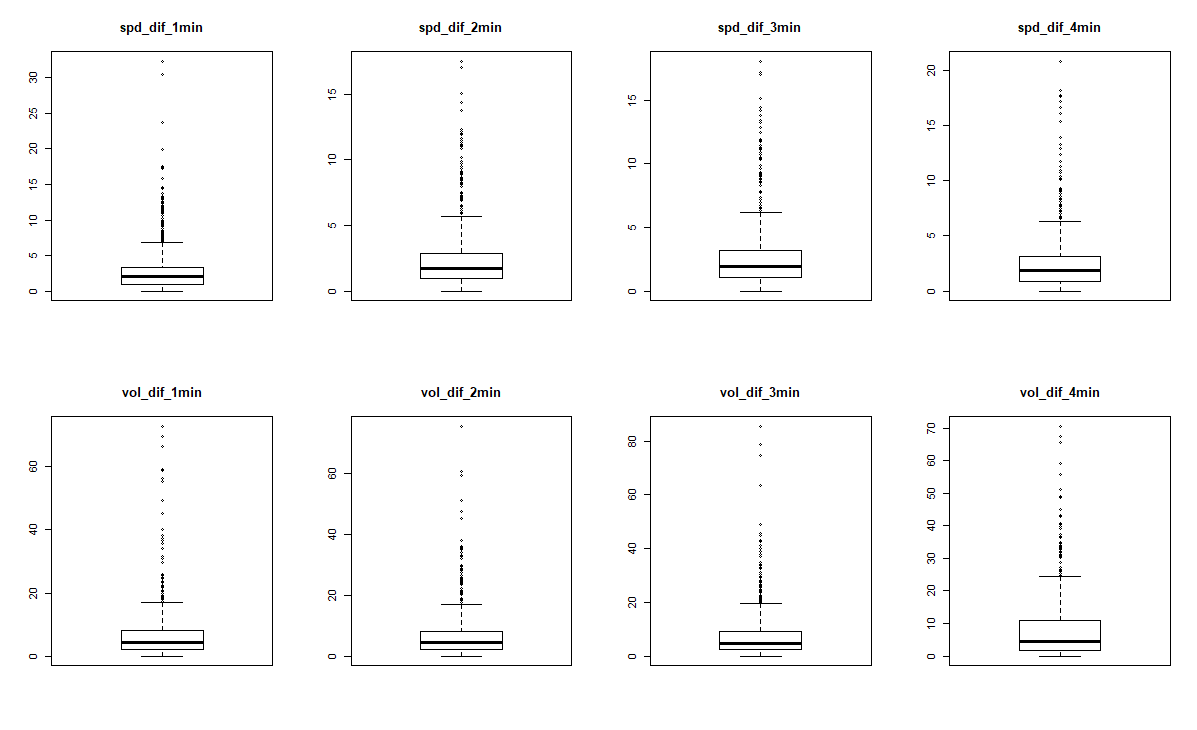 spd_dif_1min spd_dif_2min spd_dif_3min spd_dif_4min
0 5 10 15 20 25 30
0 5 10 15
0 5 10 15
0 5 10 15 20
vol_dif_1min vol_dif_2min vol_dif_3min vol_dif_4min
0 20 40 60
0 20 40 60
0 20 40 60 80
0 10 20 30 40 50 60 70